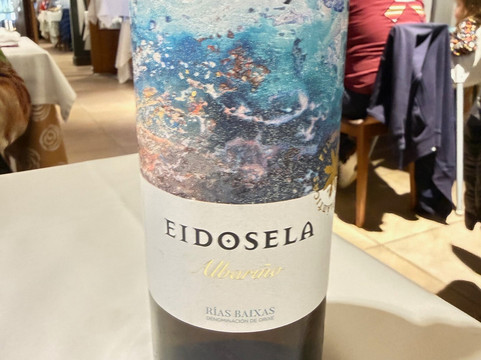 EIDOSELA
Albariño
RÍAS BAIXAS
DENOMINACIÓN DE ORIXE